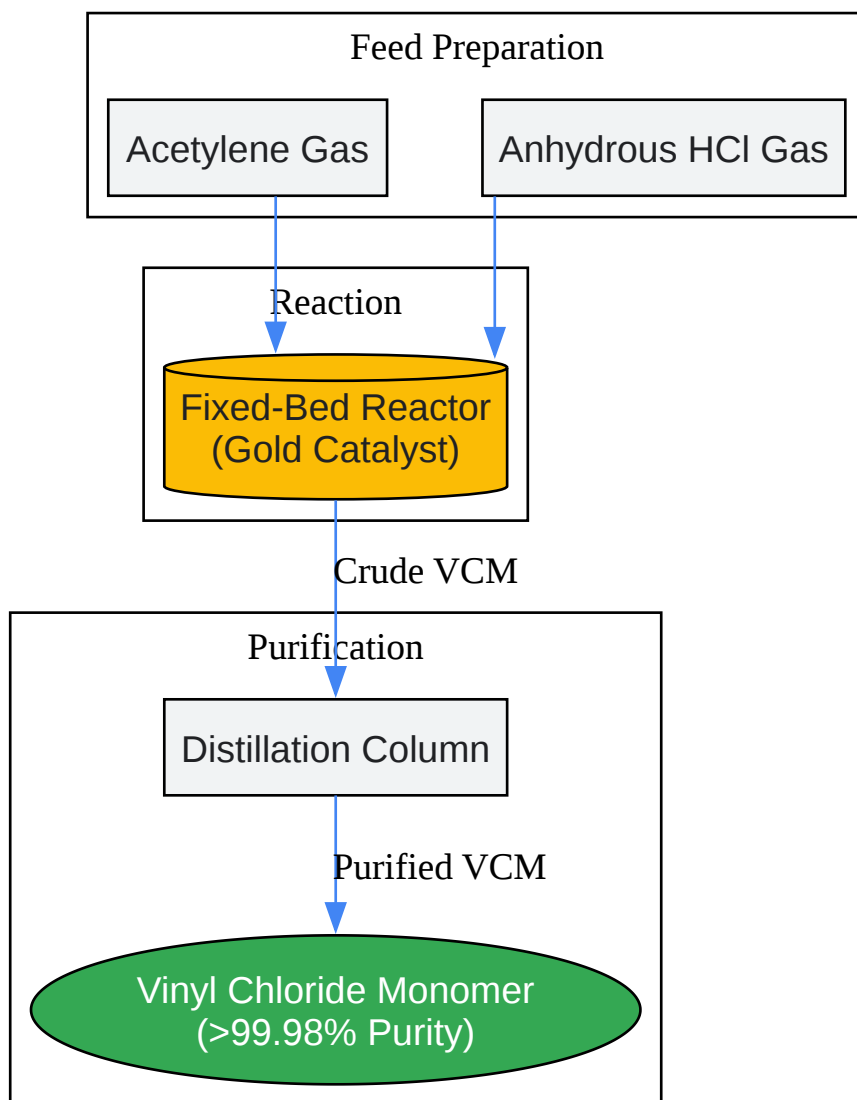 Feed Preparation
Acetylene Gas
Anhydrous HCl Gas
Reaction
Fixed-Bed Reactor
(Gold Catalyst)
Crude VCM
Purification
Distillation Column
Purified VCM
Vinyl Chloride Monomer
(>99.98% Purity)